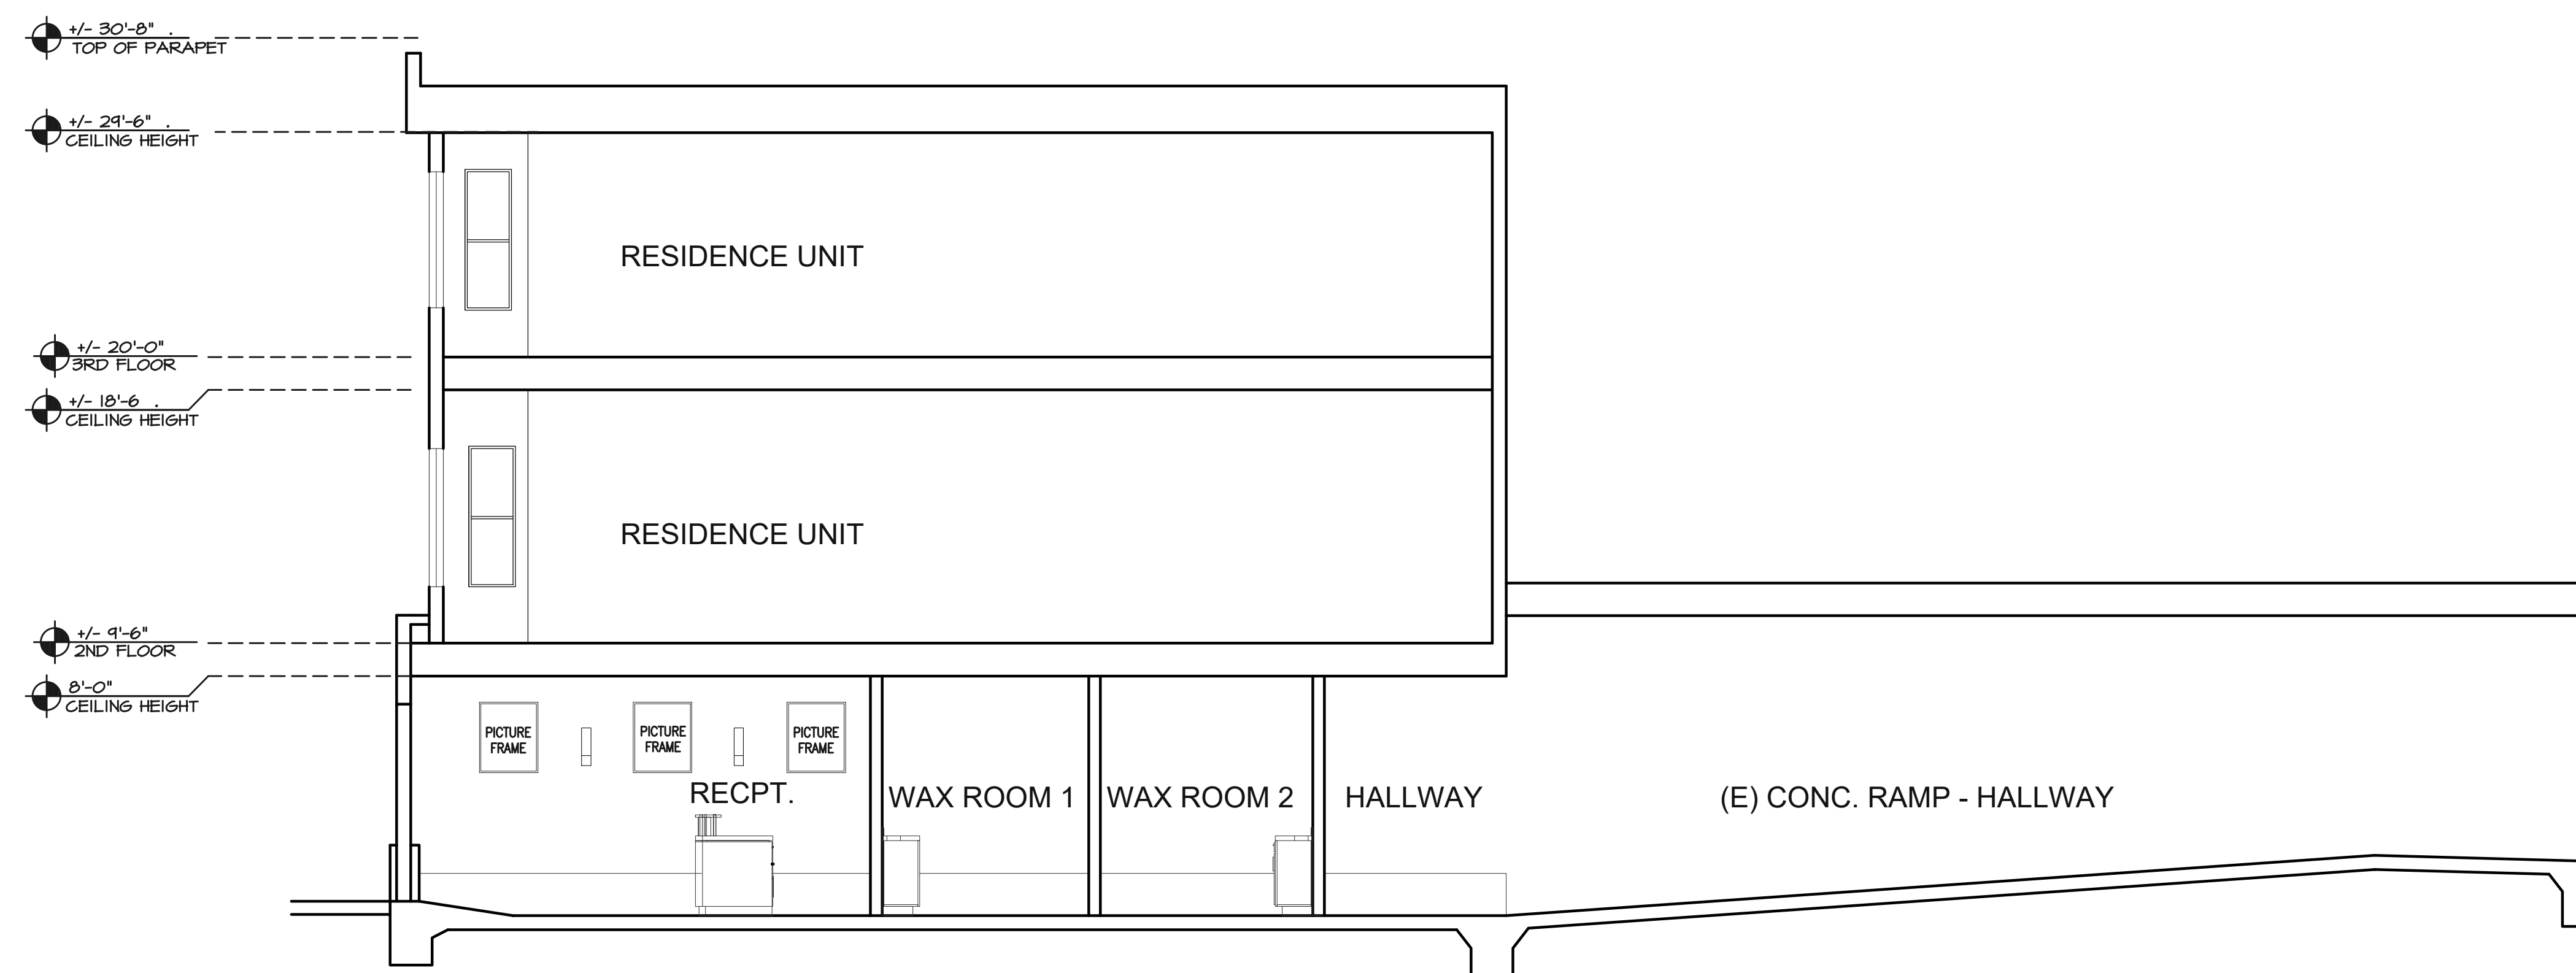 +/- 30'-8" .
TOP OF PARAPET
+/- 29'-6" .
CEILING HEIGHT
RESIDENCE UNIT
+/- 20'-0"
3RD FLOOR
+/- 18'-6 .
CEILING HEIGHT
RESIDENCE UNIT
+/- 9'-6"
2ND FLOOR
8'-0"
CEILING HEIGHT
PICTURE
FRAME
PICTURE
FRAME
PICTURE
FRAME
RECPT.
WAX ROOM 1
WAX ROOM 2
HALLWAY
(E) CONC. RAMP - HALLWAY